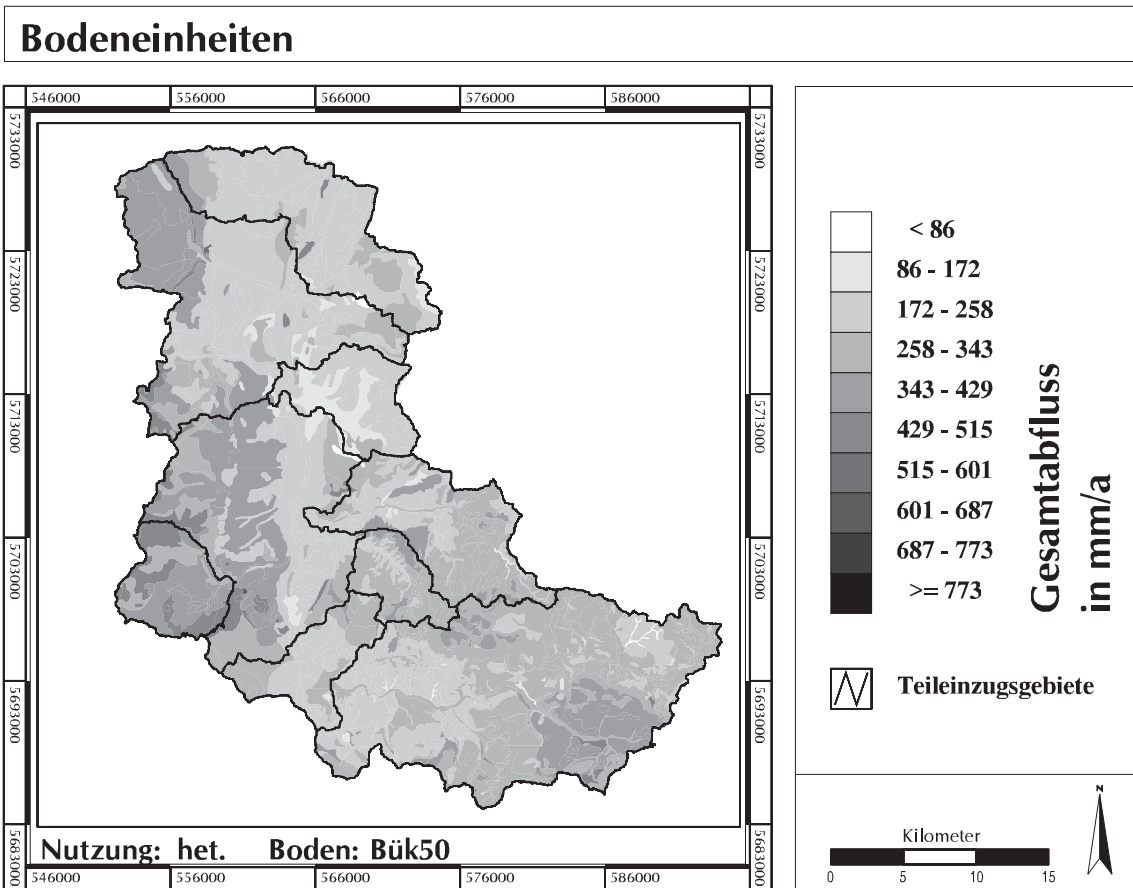 Bodeneinheiten
546000 556000 566000 576000 586000
5733000 5733000
5723000 5723000
5713000 5713000
5703000 5703000
5693000 5693000
5683000 5683000
Nutzung: het. Boden: Bük50
546000 556000 566000 576000 586000
< 86
86 - 172
172 - 258
258 - 343
343 - 429
429 - 515
515 - 601
601 - 687
687 - 773
>= 773
Gesamtabfluss
in mm/a
Teileinzugsgebiete
Kilometer
0 5 10 15
N